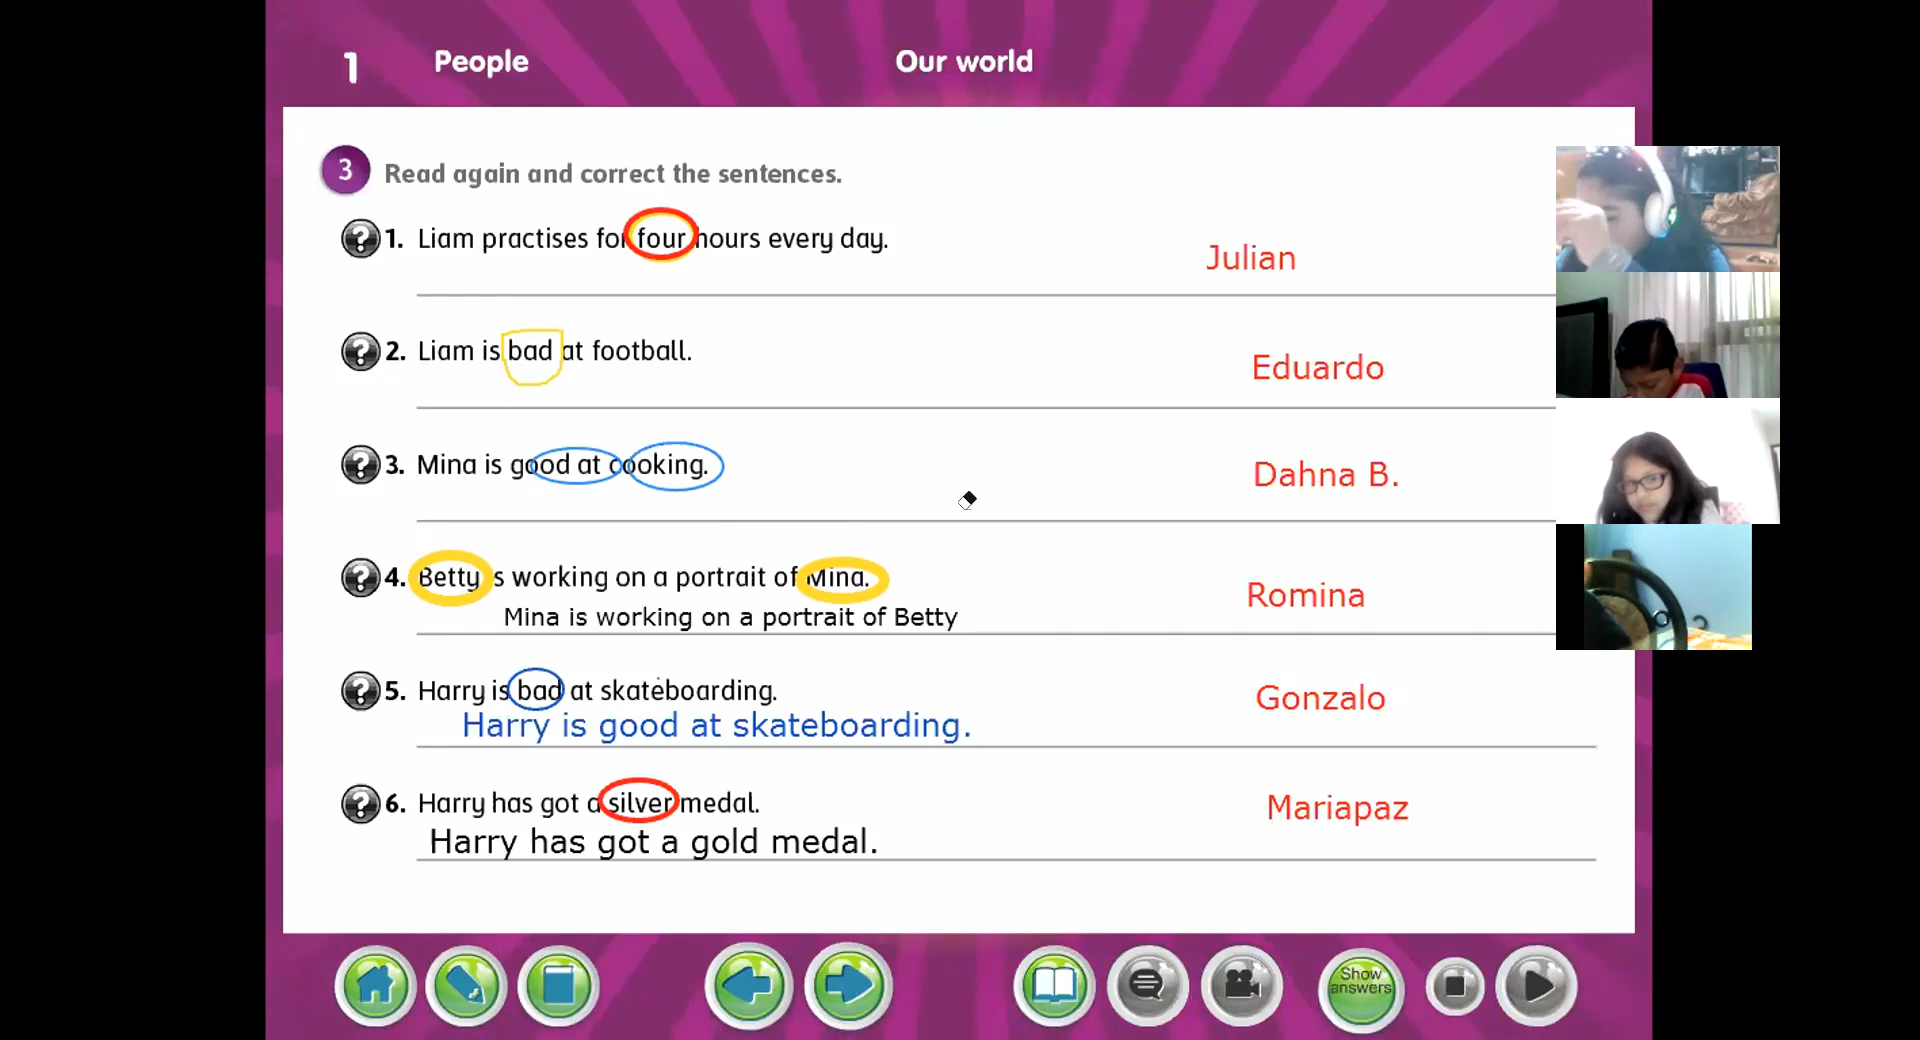 1 People Our world
3 Read again and correct the sentences.
? 1. Liam practises for four hours every day.
Julian
? 2. Liam is bad at football.
Eduardo
? 3. Mina is good at cooking.
Dahna B.
? 4. Betty is working on a portrait of Mina.
Romina
Mina is working on a portrait of Betty
? 5. Harry is bad at skateboarding.
Gonzalo
Harry is good at skateboarding.
? 6. Harry has got a silver medal.
Mariapaz
Harry has got a gold medal.
Show
answers